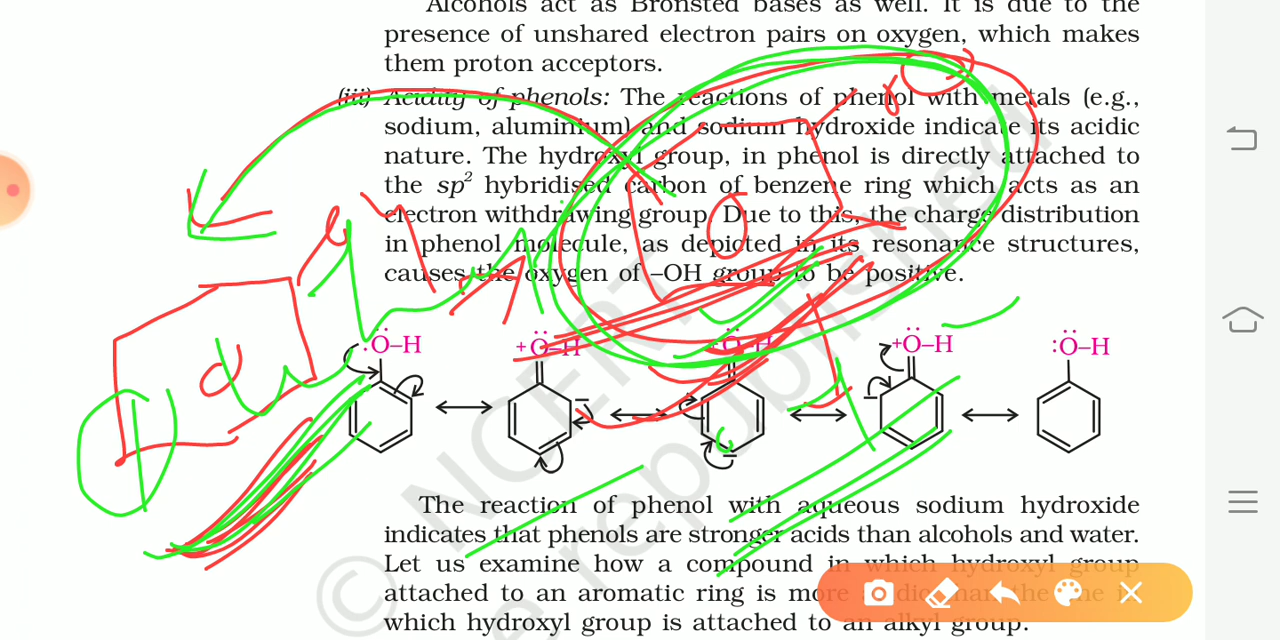 Alcohols act as Bronsted bases as well. It is due to the
presence of unshared electron pairs on oxygen, which makes
them proton acceptors.
(iii) Acidity of phenols: The reactions of phenol with metals (e.g.,
sodium, aluminium) and sodium hydroxide indicate its acidic
nature. The hydroxyl group, in phenol is directly attached to
the sp² hybridised carbon of benzene ring which acts as an
electron withdrawing group. Due to this, the charge distribution
in phenol molecule, as depicted in its resonance structures,
causes the oxygen of –OH group to be positive.
:Ö–H +Ö–H +Ö–H +Ö–H :Ö–H
The reaction of phenol with aqueous sodium hydroxide
indicates that phenols are stronger acids than alcohols and water.
Let us examine how a compound in which hydroxyl group
attached to an aromatic ring is more
which hydroxyl group is attached to an alkyl group.
© NCERT
republished